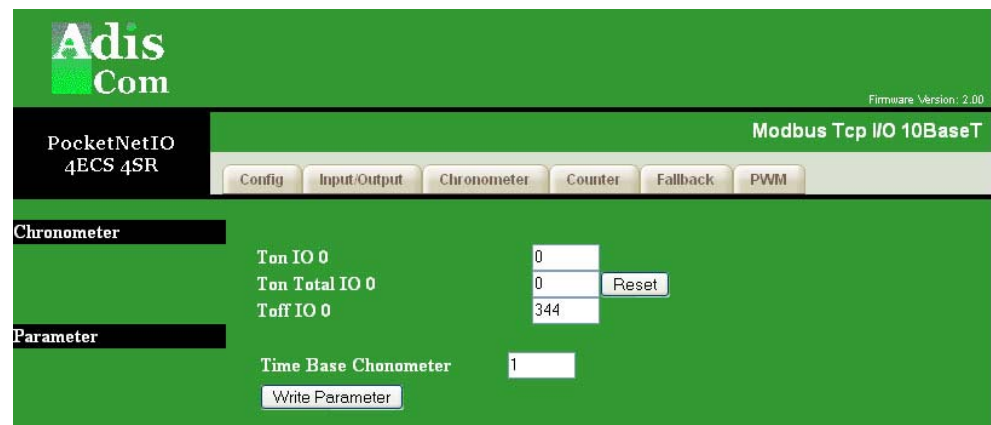 Adis
Com
Firmware Version: 2.00
PocketNetIO
4ECS 4SR
Modbus Tcp I/O 10BaseT
Config Input/Output Chronometer Counter Fallback PWM
Chronometer
Ton IO 0 0
Ton Total IO 0 0 Reset
Toff IO 0 344
Parameter
Time Base Chonometer 1
Write Parameter